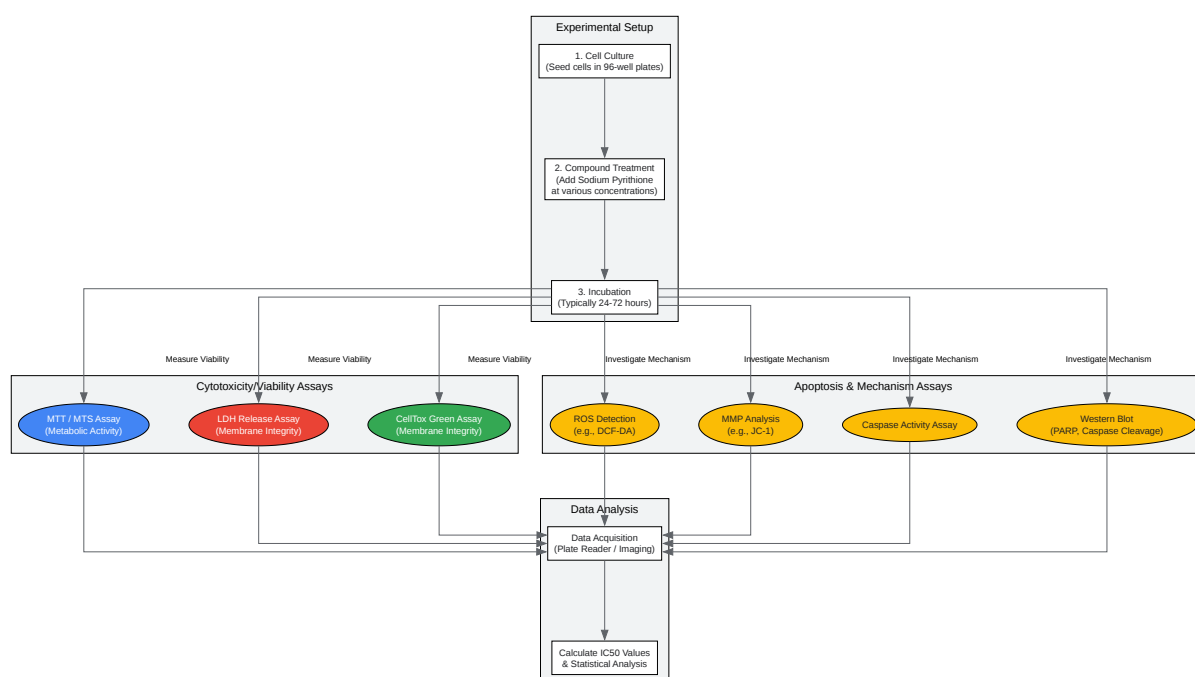 Experimental Setup
1. Cell Culture
(Seed cells in 96-well plates)
2. Compound Treatment
(Add Sodium Pyrithione
at various concentrations)
3. Incubation
(Typically 24-72 hours)
Measure Viability
Measure Viability
Measure Viability
Investigate Mechanism
Investigate Mechanism
Investigate Mechanism
Investigate Mechanism
Cytotoxicity/Viability Assays
MTT / MTS Assay
(Metabolic Activity)
LDH Release Assay
(Membrane Integrity)
CellTox Green Assay
(Membrane Integrity)
Apoptosis & Mechanism Assays
ROS Detection
(e.g., DCF-DA)
MMP Analysis
(e.g., JC-1)
Caspase Activity Assay
Western Blot
(PARP, Caspase Cleavage)
Data Analysis
Data Acquisition
(Plate Reader / Imaging)
Calculate IC50 Values
& Statistical Analysis